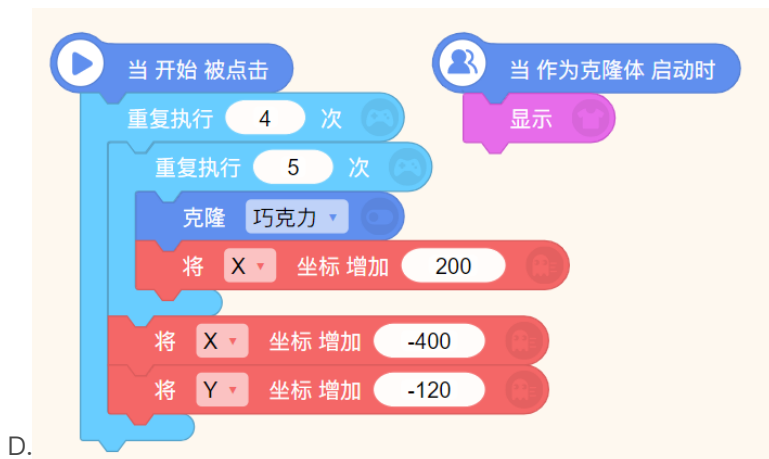 当 开始 被点击
重复执行 4 次
重复执行 5 次
克隆 巧克力
将 X 坐标 增加 200
将 X 坐标 增加 -400
将 Y 坐标 增加 -120
当 作为克隆体 启动时
显示
D.